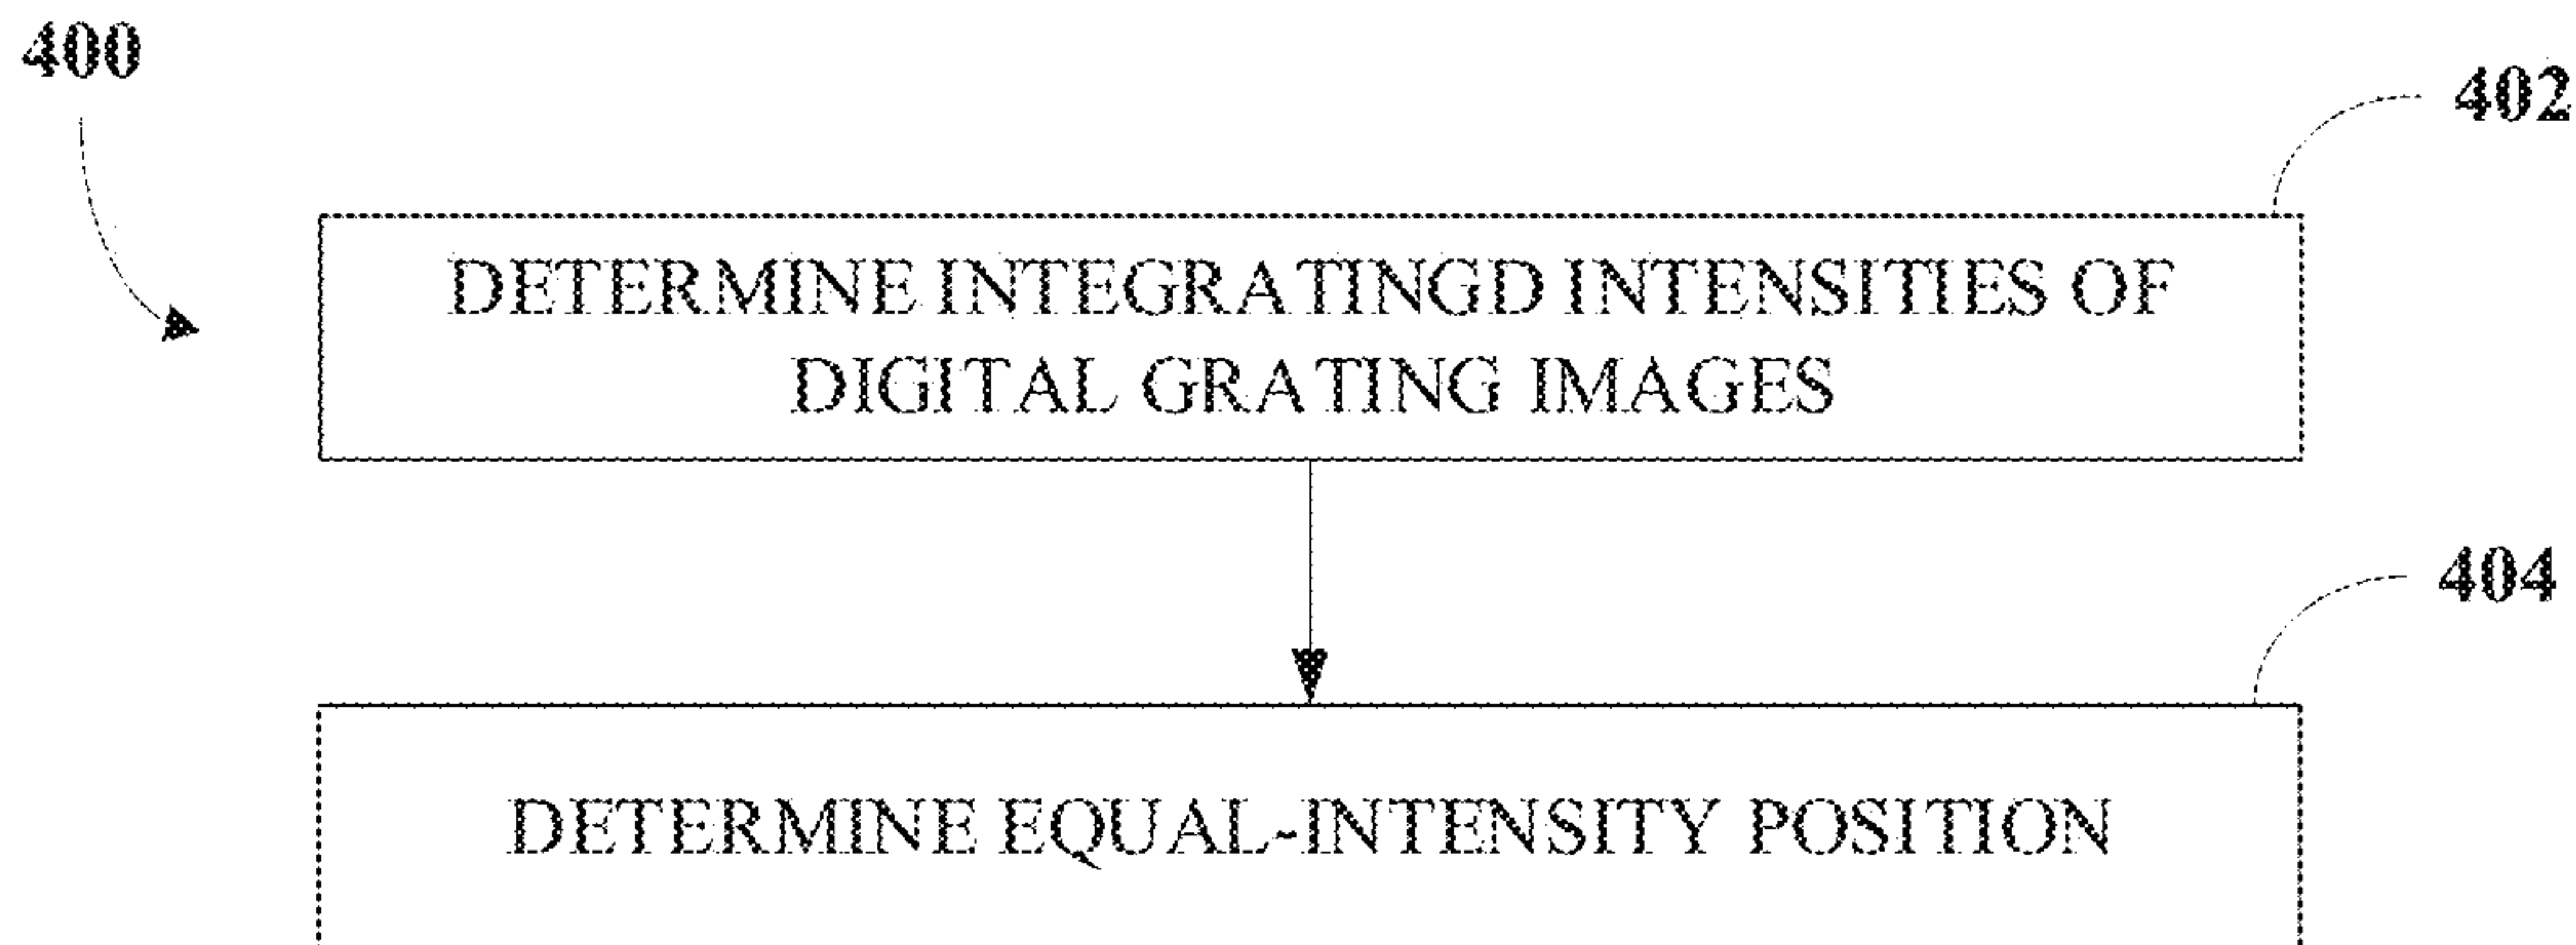 400
402
DETERMINE INTEGRATINGD INTENSITIES OF
DIGITAL GRATING IMAGES
404
DETERMINE EQUAL-INTENSITY POSITION